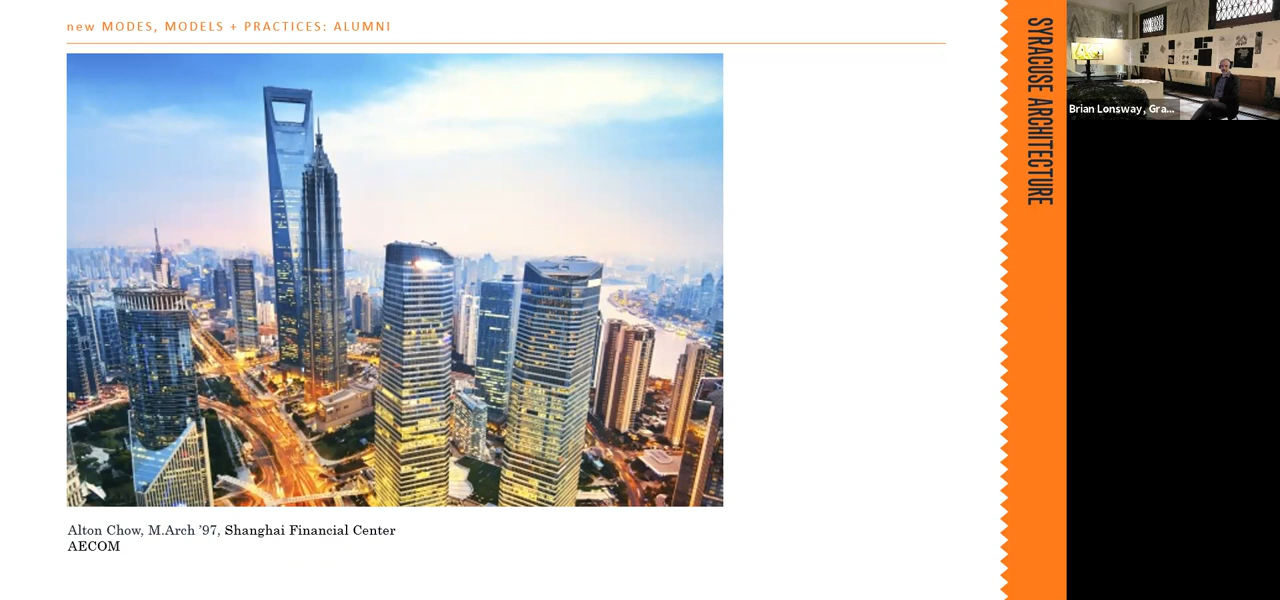 new MODES, MODELS + PRACTICES: ALUMNI
SYRACUSE ARCHITECTURE
Brian Lonsway, Gra...
Alton Chow, M.Arch ’97, Shanghai Financial Center
AECOM